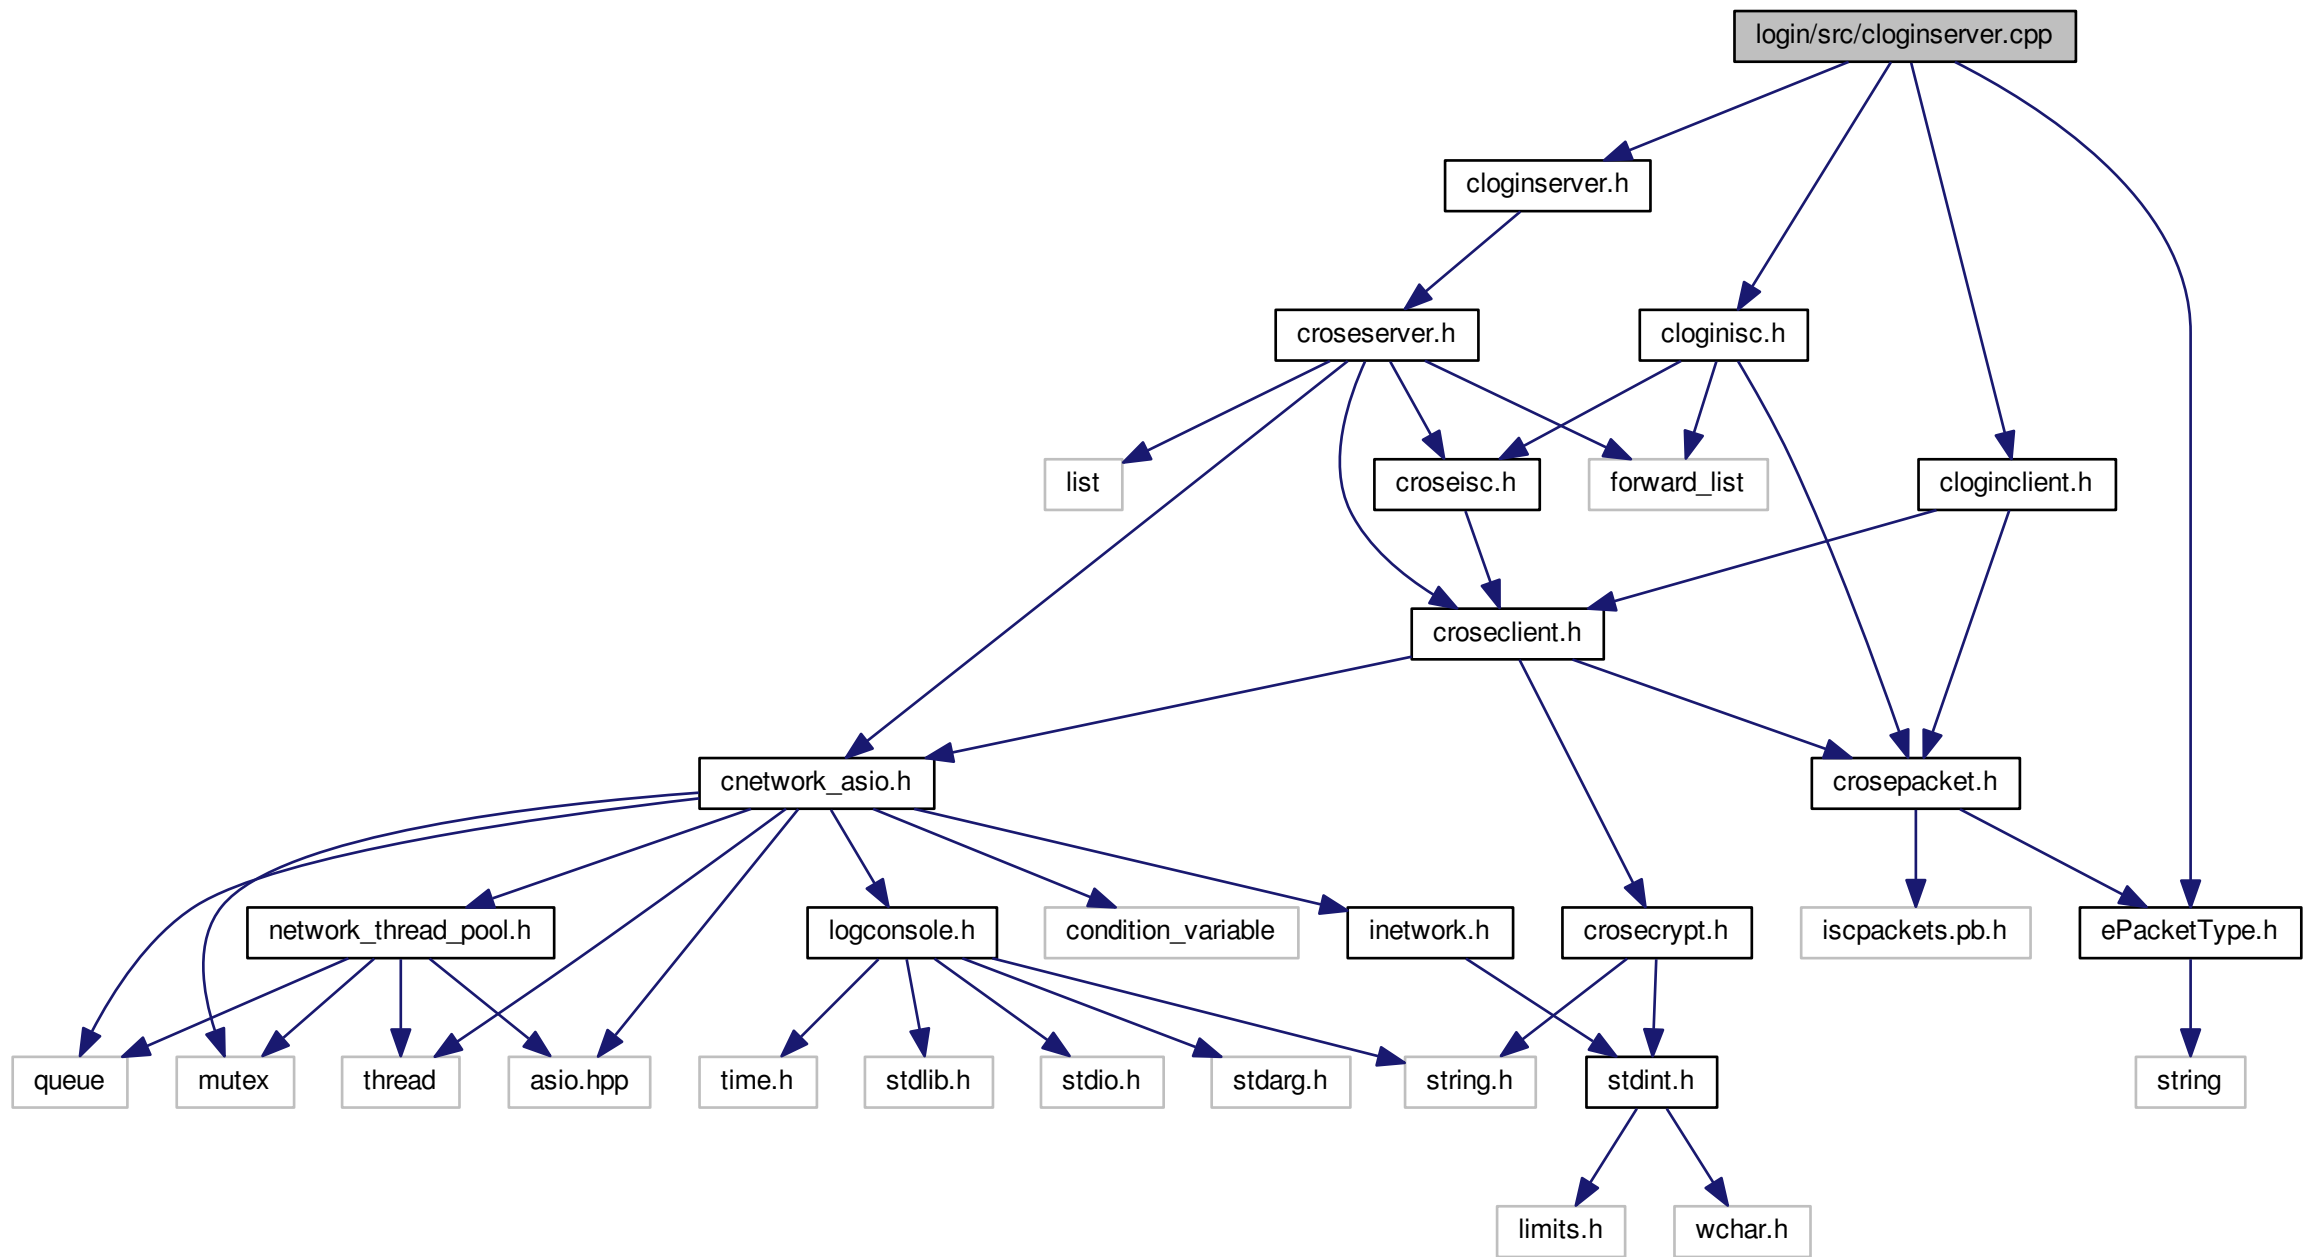 login/src/cloginserver.cpp
cloginserver.h
croseserver.h
cloginisc.h
list
croseisc.h
forward_list
cloginclient.h
croseclient.h
cnetwork_asio.h
crosepacket.h
network_thread_pool.h
logconsole.h
condition_variable
inetwork.h
crosecrypt.h
iscpackets.pb.h
ePacketType.h
queue
mutex
thread
asio.hpp
time.h
stdlib.h
stdio.h
stdarg.h
string.h
stdint.h
string
limits.h
wchar.h